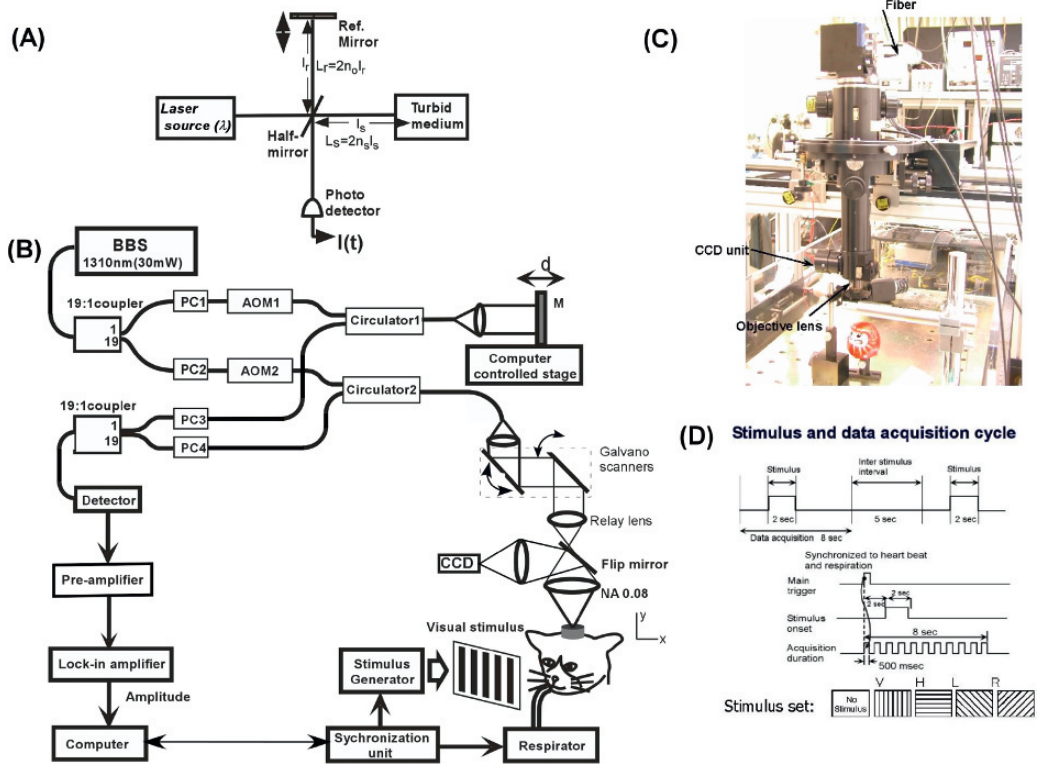 (A)
Ref.
Mirror
lr
Lr=2nolr
Laser
source (λ)
Half-
mirror
ls
Ls=2nsls
Turbid
medium
Photo
detector
I(t)
(B)
BBS
1310nm(30mW)
19:1coupler
1
19
PC1
AOM1
Circulator1
d
M
Computer
controlled stage
PC2
AOM2
Circulator2
19:1coupler
1
19
PC3
PC4
Galvano
scanners
Detector
Relay lens
CCD
Flip mirror
NA 0.08
Pre-amplifier
y
x
Visual stimulus
Lock-in amplifier
Stimulus
Generator
Amplitude
Computer
Sychronization
unit
Respirator
(C)
Fiber
CCD unit
Objective lens
(D)
Stimulus and data acquisition cycle
Stimulus
Inter stimulus
interval
Stimulus
2 sec
5 sec
2 sec
Data acquisition 8 sec
Synchronized to heart beat
and respiration
Main
trigger
2 sec
2 sec
Stimulus
onset
8 sec
Acquisition
duration
500 msec
V H L R
Stimulus set:
No
Stimulus